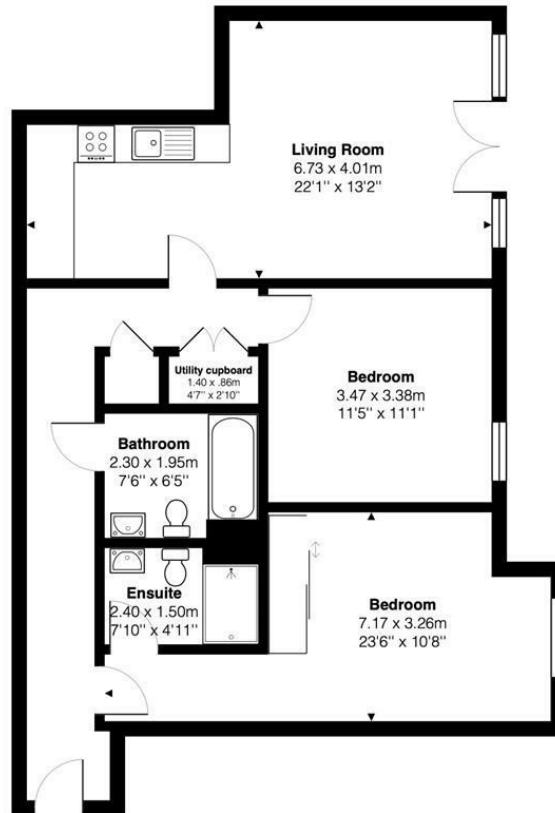 Living Room
6.73 x 4.01m
22'1" x 13'2"
Utility cupboard
1.40 x .86m
4'7" x 2'10"
Bedroom
3.47 x 3.38m
11'5" x 11'1"
Bathroom
2.30 x 1.95m
7'6" x 6'5"
Ensuite
2.40 x 1.50m
7'10" x 4'11"
Bedroom
7.17 x 3.26m
23'6" x 10'8"